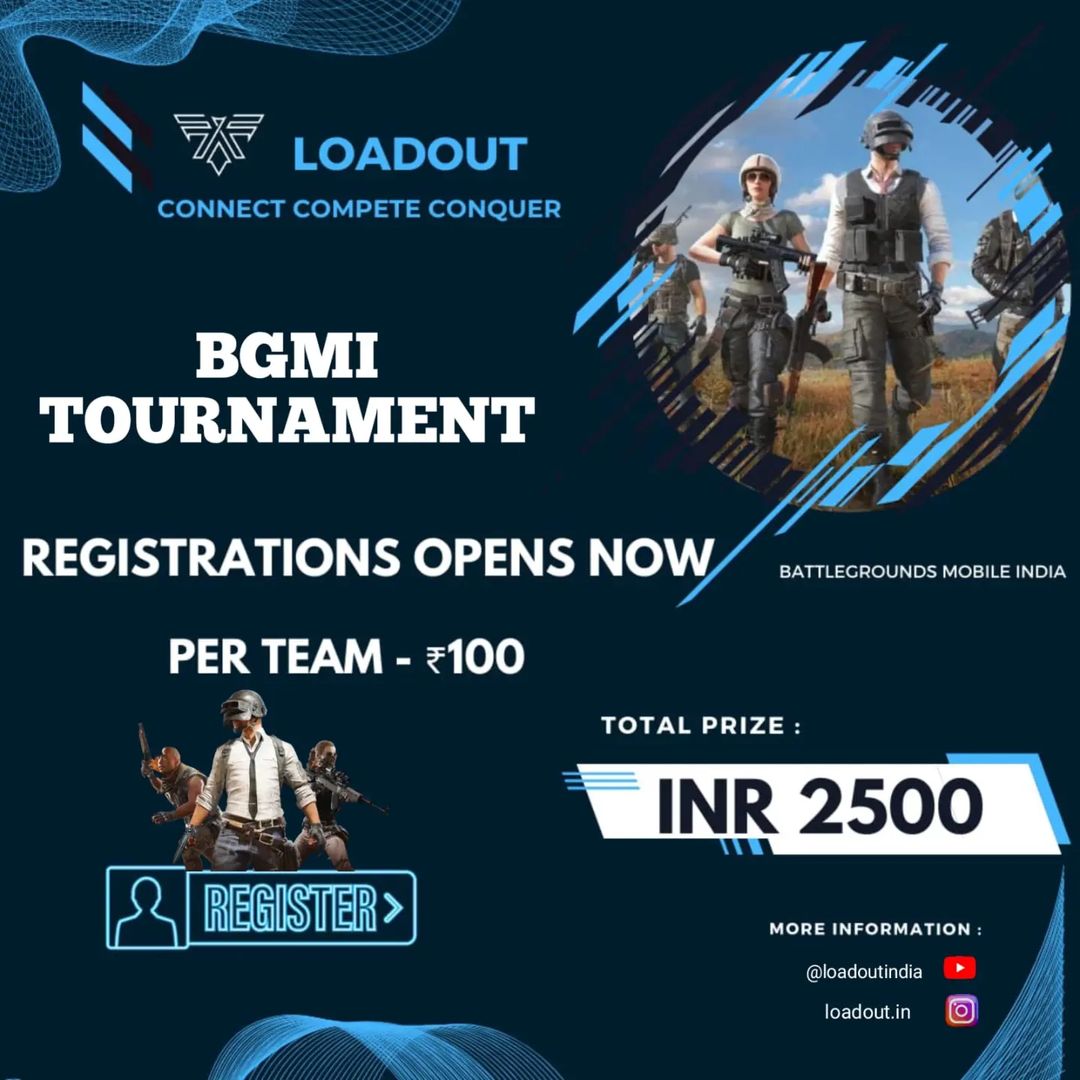 LOADOUT
CONNECT COMPETE CONQUER
BGMI
TOURNAMENT
REGISTRATIONS OPENS NOW
BATTLEGROUNDS MOBILE INDIA
PER TEAM - ₹100
TOTAL PRIZE :
INR 2500
REGISTER >
MORE INFORMATION :
@loadoutindia
loadout.in